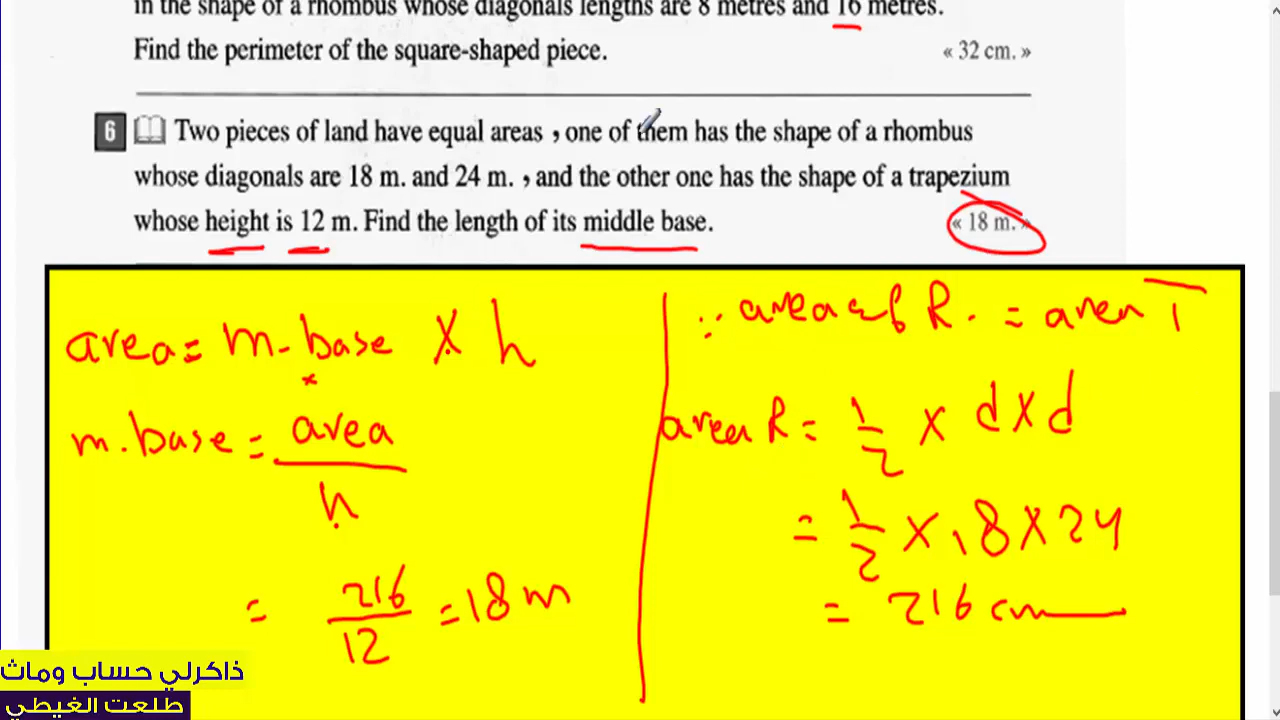 in the shape of a rhombus whose diagonals lengths are 8 metres and 16 metres.
Find the perimeter of the square-shaped piece. « 32 cm. »
6 Two pieces of land have equal areas , one of them has the shape of a rhombus
whose diagonals are 18 m. and 24 m. , and the other one has the shape of a trapezium
whose height is 12 m. Find the length of its middle base. « 18 m. »
area = m. base × h
m. base = area
h
= 216
12
= 18 m
∵ area of R. = area T
area R = 1/2 × d × d
= 1/2 × 18 × 24
= 216 cm
ذاكرلي حساب وماث
طلعت الغيطي